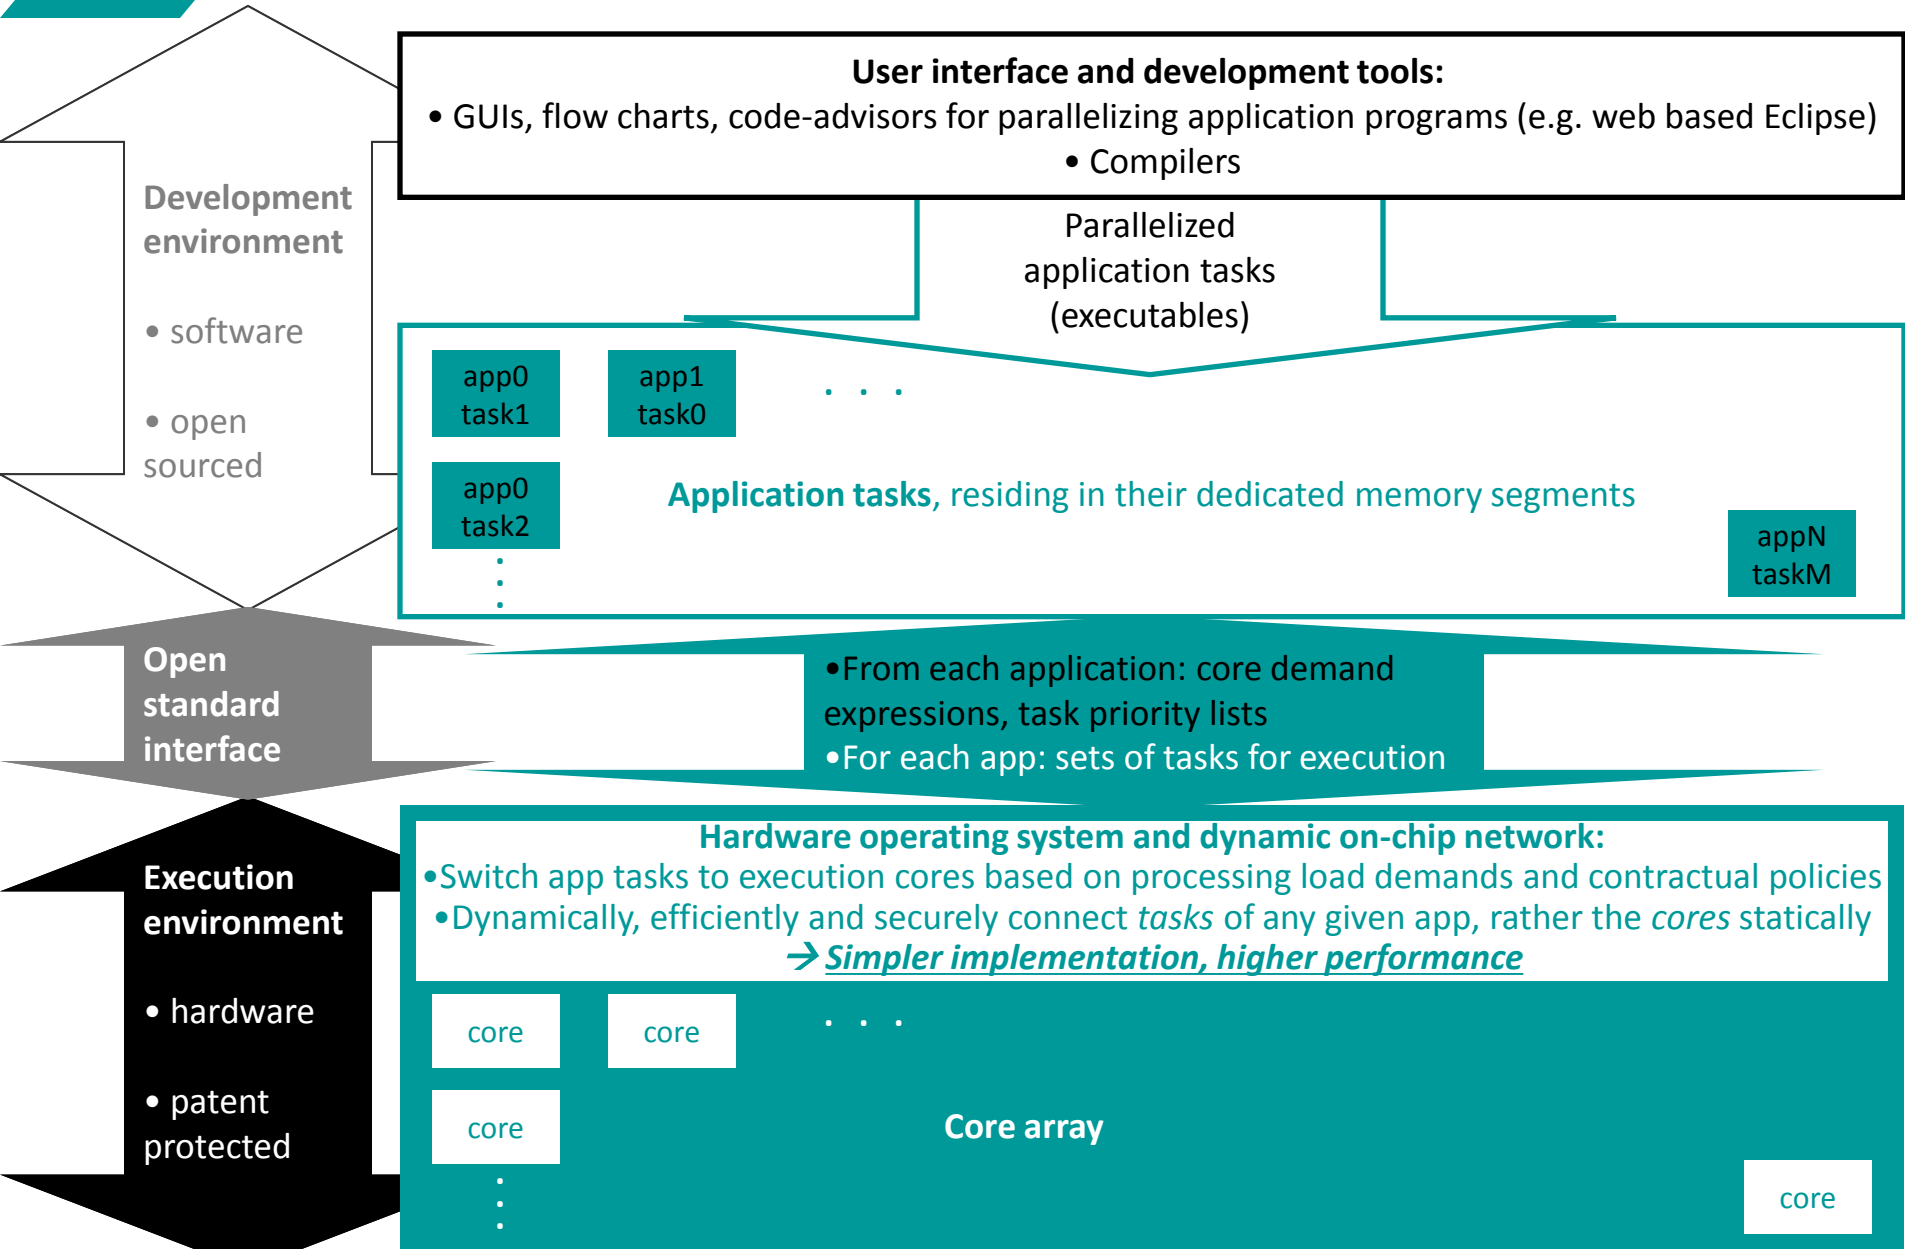 User interface and development tools:
• GUIs, flow charts, code-advisors for parallelizing application programs (e.g. web based Eclipse)
• Compilers
Development
environment
• software
• open
sourced
Parallelized
application tasks
(executables)
app0
task1
app1
task0
. . .
app0
task2
.
.
.
Application tasks, residing in their dedicated memory segments
appN
taskM
Open
standard
interface
•From each application: core demand
expressions, task priority lists
•For each app: sets of tasks for execution
Execution
environment
• hardware
• patent
protected
Hardware operating system and dynamic on-chip network:
•Switch app tasks to execution cores based on processing load demands and contractual policies
•Dynamically, efficiently and securely connect tasks of any given app, rather the cores statically
→ Simpler implementation, higher performance
core
core
. . .
core
.
.
.
Core array
core